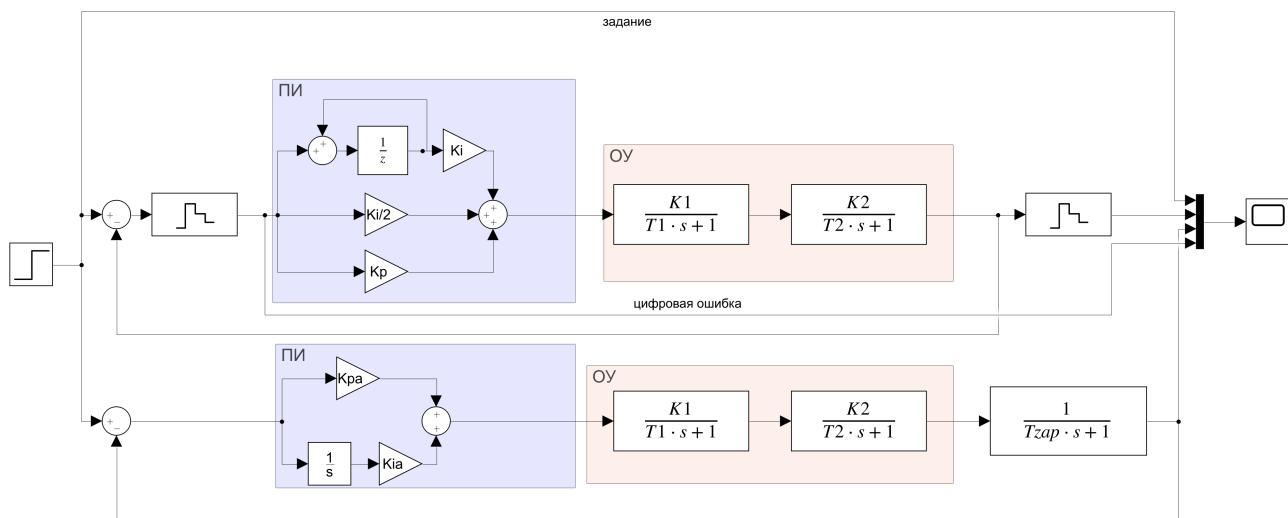 задание
ПИ
+
+
1
z
Ki
+
−
Ki/2
+
+
+
Kp
ОУ
K1
T1 · s + 1
K2
T2 · s + 1
цифровая ошибка
ПИ
+
−
Kpa
1
s
Kia
+
+
ОУ
K1
T1 · s + 1
K2
T2 · s + 1
1
Tzap · s + 1